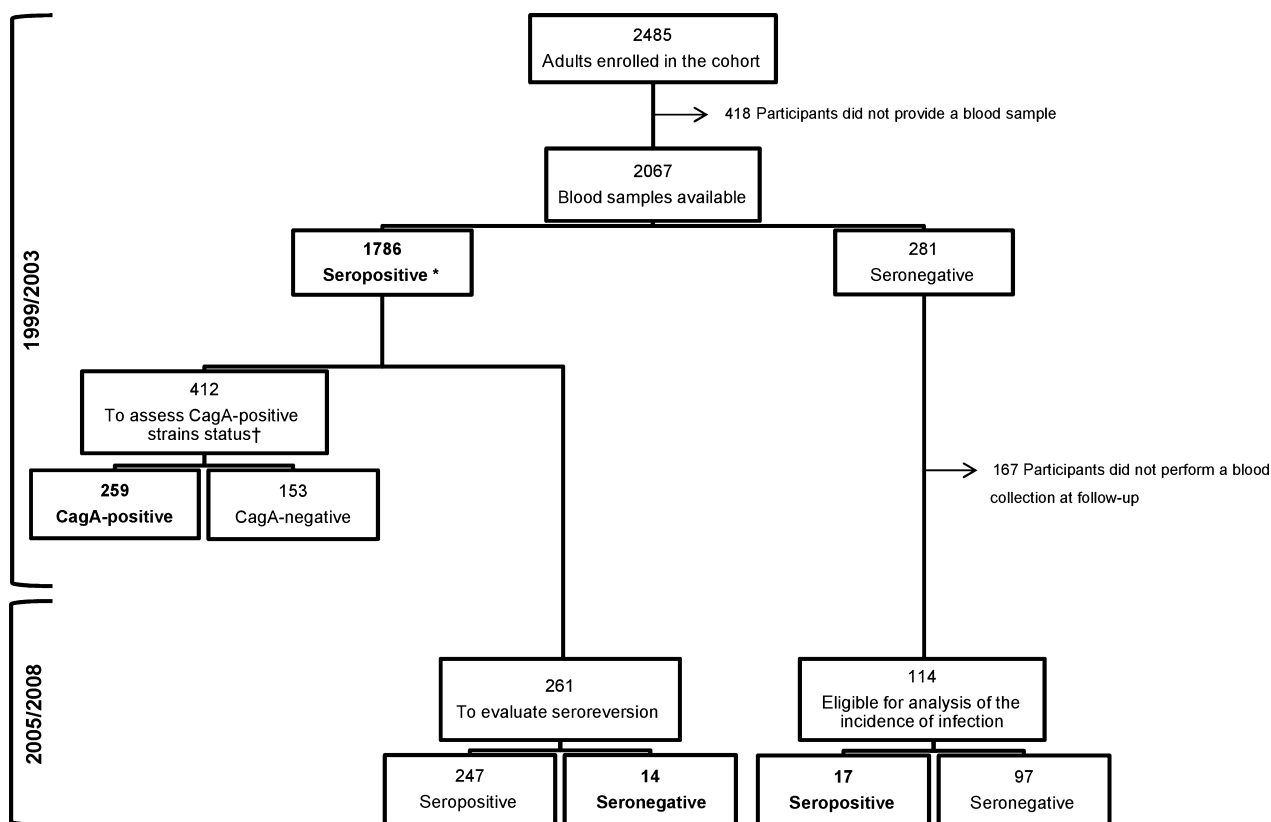 2485
Adults enrolled in the cohort
418 Participants did not provide a blood sample
2067
Blood samples available
1786
Seropositive *
281
Seronegative
1999/2003
412
To assess CagA-positive
strains status†
259
CagA-positive
153
CagA-negative
167 Participants did not perform a blood
collection at follow-up
2005/2008
261
To evaluate seroreversion
114
Eligible for analysis of the
incidence of infection
247
Seropositive
14
Seronegative
17
Seropositive
97
Seronegative